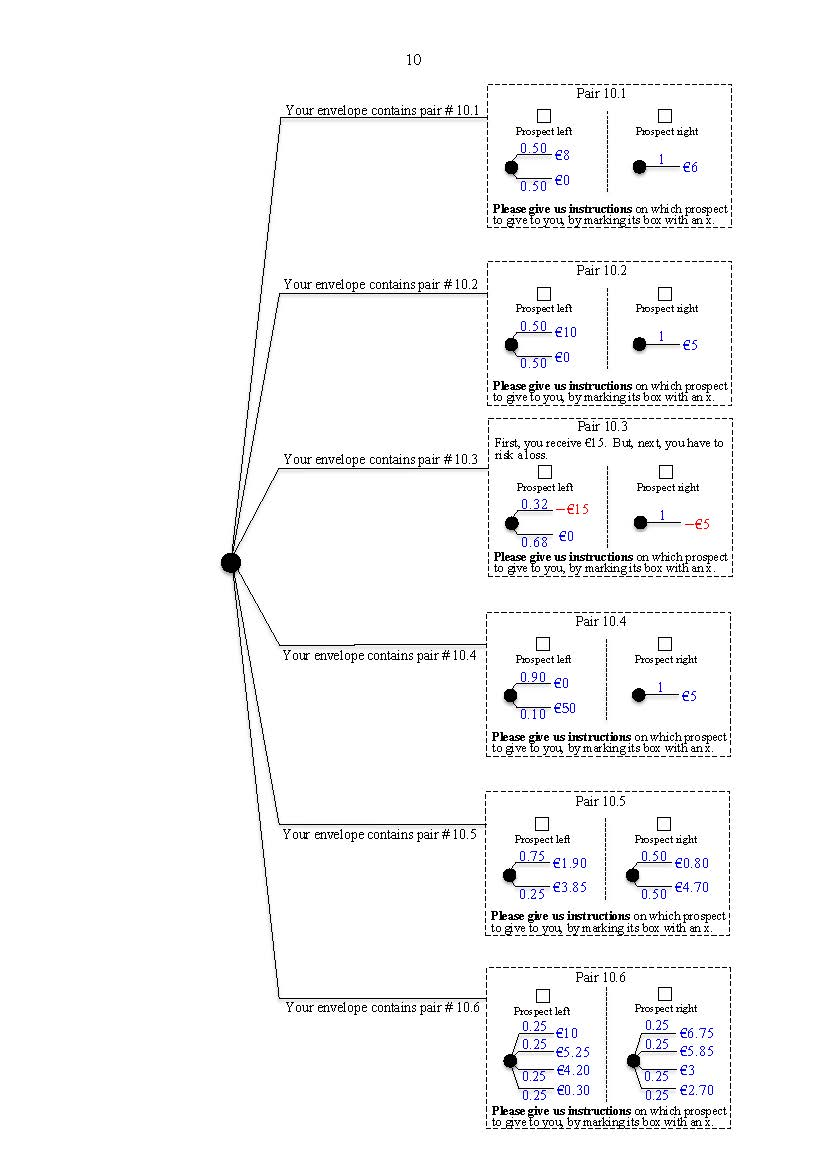 10
Your envelope contains pair # 10.1
Pair 10.1
Prospect left
Prospect right
0.50 €8
0.50 €0
1 €6
Please give us instructions on which prospect
to give to you, by marking its box with an x.
Your envelope contains pair # 10.2
Pair 10.2
Prospect left
Prospect right
0.50 €10
0.50 €0
1 €5
Please give us instructions on which prospect
to give to you, by marking its box with an x.
Your envelope contains pair # 10.3
Pair 10.3
First, you receive €15. But, next, you have to
risk a loss.
Prospect left
Prospect right
0.32 −€15
0.68 €0
1 −€5
Please give us instructions on which prospect
to give to you, by marking its box with an x.
Your envelope contains pair # 10.4
Pair 10.4
Prospect left
Prospect right
0.90 €0
0.10 €50
1 €5
Please give us instructions on which prospect
to give to you, by marking its box with an x.
Your envelope contains pair # 10.5
Pair 10.5
Prospect left
Prospect right
0.75 €1.90
0.25 €3.85
0.50 €0.80
0.50 €4.70
Please give us instructions on which prospect
to give to you, by marking its box with an x.
Your envelope contains pair # 10.6
Pair 10.6
Prospect left
Prospect right
0.25 €10
0.25 €5.25
0.25 €4.20
0.25 €0.30
0.25 €6.75
0.25 €5.85
0.25 €3
0.25 €2.70
Please give us instructions on which prospect
to give to you, by marking its box with an x.